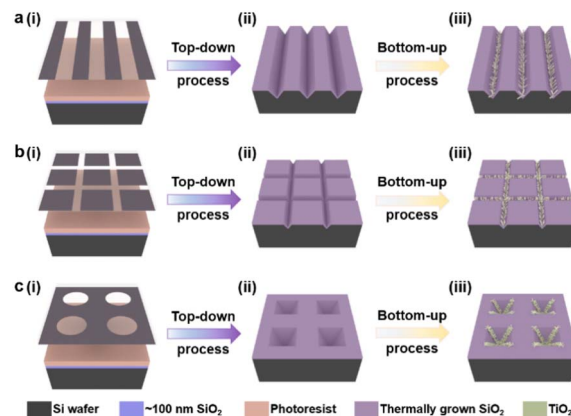 a (i) Top-down process (ii) Bottom-up process (iii)
b (i) Top-down process (ii) Bottom-up process (iii)
c (i) Top-down process (ii) Bottom-up process (iii)
Si wafer ~100 nm SiO₂ Photoresist Thermally grown SiO₂ TiO₂